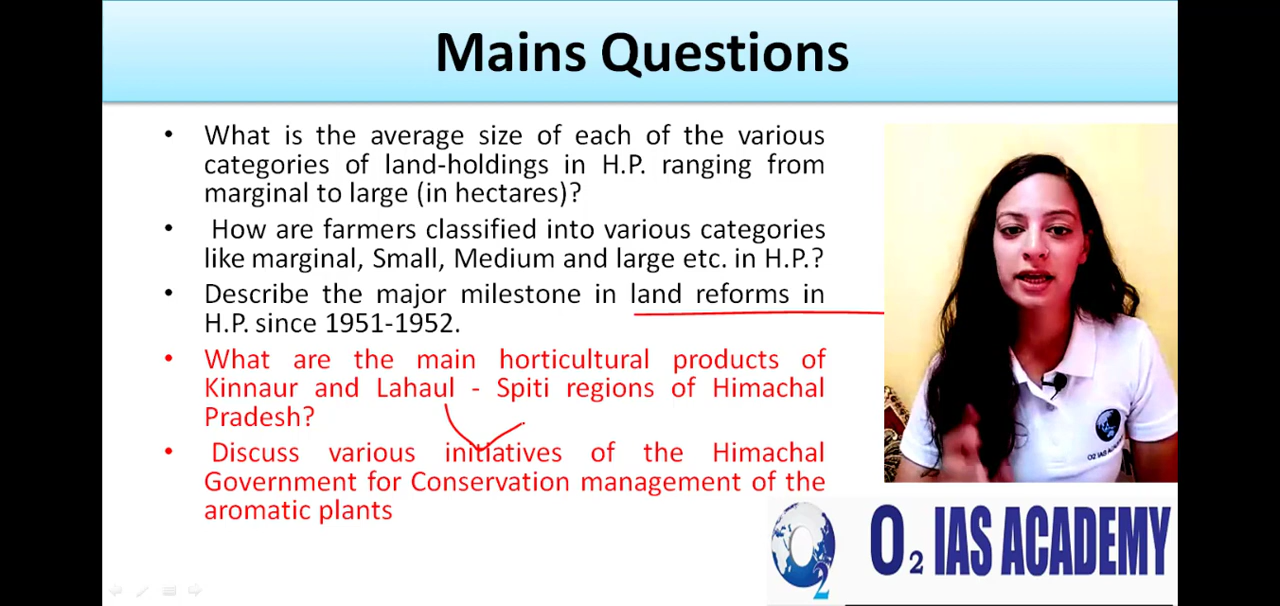 Mains Questions
• What is the average size of each of the various
categories of land-holdings in H.P. ranging from
marginal to large (in hectares)?
• How are farmers classified into various categories
like marginal, Small, Medium and large etc. in H.P.?
• Describe the major milestone in land reforms in
H.P. since 1951-1952.
• What are the main horticultural products of
Kinnaur and Lahaul - Spiti regions of Himachal
Pradesh?
• Discuss various initiatives of the Himachal
Government for Conservation management of the
aromatic plants
O2 IAS
O2
O2 IAS ACADEMY